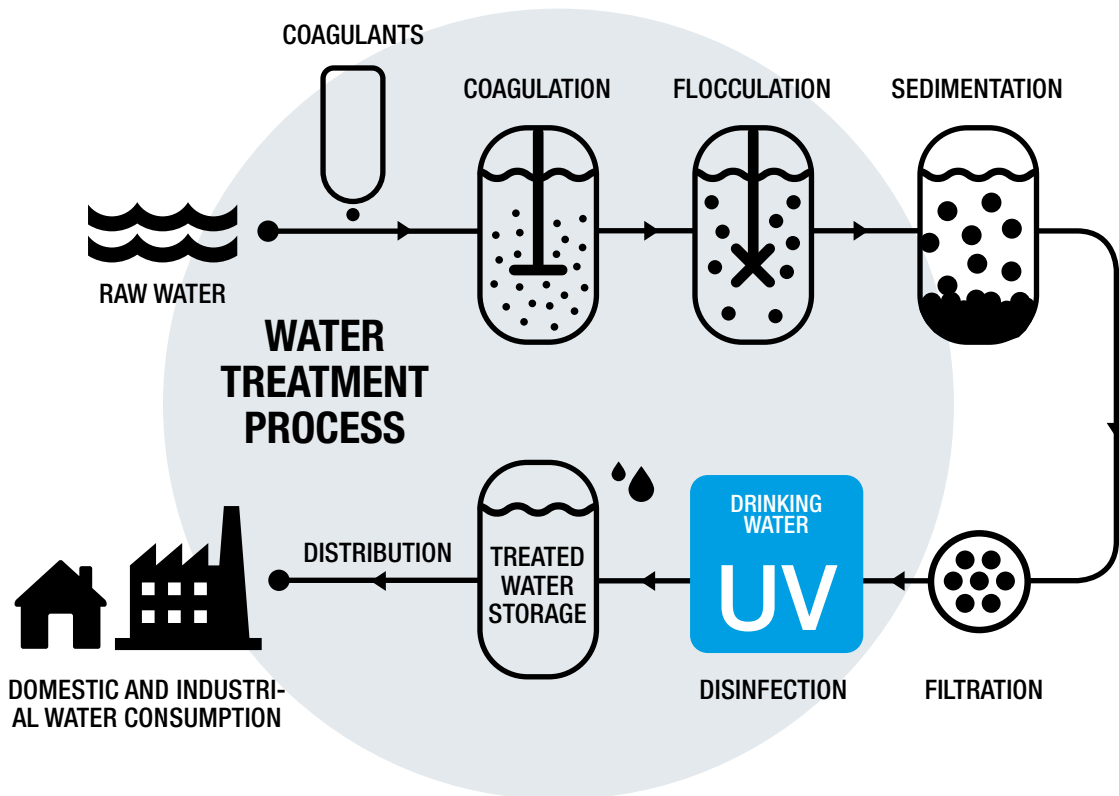 COAGULANTS
COAGULATION
FLOCCULATION
SEDIMENTATION
RAW WATER
WATER
TREATMENT
PROCESS
DRINKING
WATER
UV
DISTRIBUTION
TREATED
WATER
STORAGE
DOMESTIC AND INDUSTRI-
AL WATER CONSUMPTION
DISINFECTION
FILTRATION